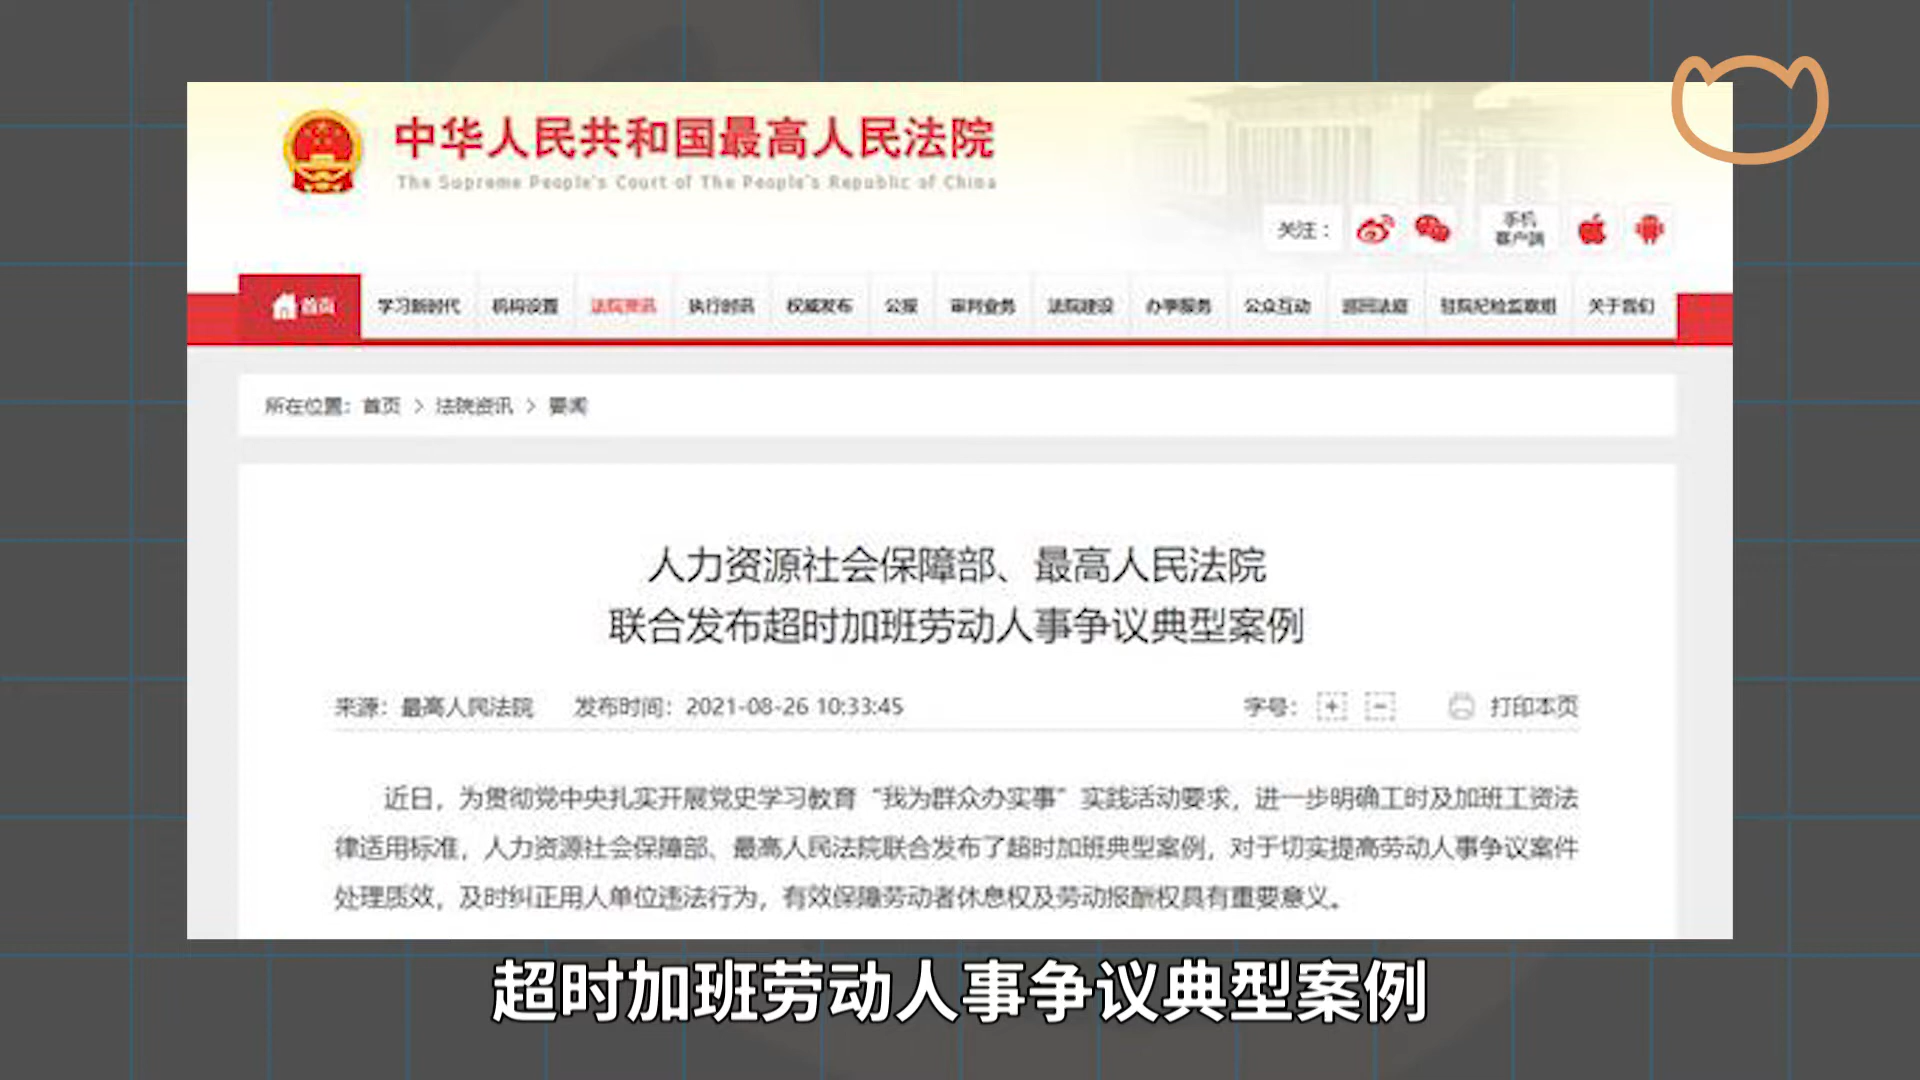 中华人民共和国最高人民法院
The Supreme People's Court of The People's Republic of China
关注：
手机
客户端
首页 学习新时代 机构设置 法院资讯 执行时讯 权威发布 公报 审判业务 法院建设 办事服务 公众互动 巡回法庭 驻院纪检监察组 关于我们
所在位置：首页 > 法院资讯 > 要闻
人力资源社会保障部、最高人民法院
联合发布超时加班劳动人事争议典型案例
来源：最高人民法院 发布时间：2021-08-26 10:33:45 字号： + - 打印本页
近日，为贯彻党中央扎实开展党史学习教育“我为群众办实事”实践活动要求，进一步明确工时及加班工资法
律适用标准，人力资源社会保障部、最高人民法院联合发布了超时加班典型案例，对于切实提高劳动人事争议案件
处理质效，及时纠正用人单位违法行为，有效保障劳动者休息权及劳动报酬权具有重要意义。
超时加班劳动人事争议典型案例